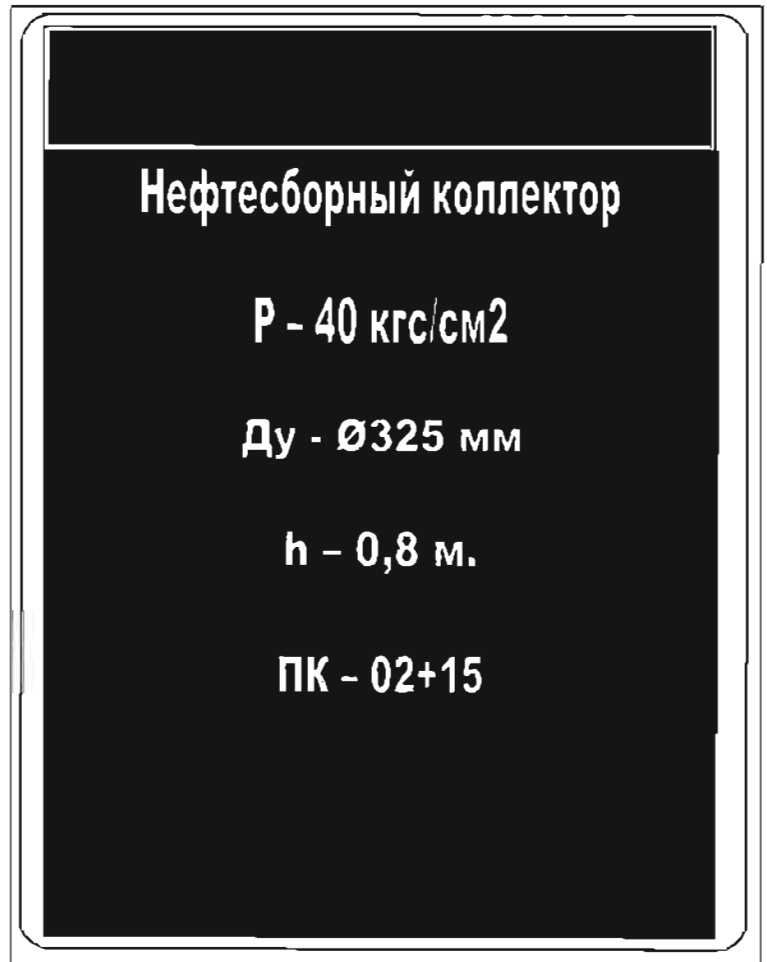 Нефтесборный коллектор
Р – 40 кгс/см2
Ду - Ø325 мм
h – 0,8 м.
ПК – 02+15